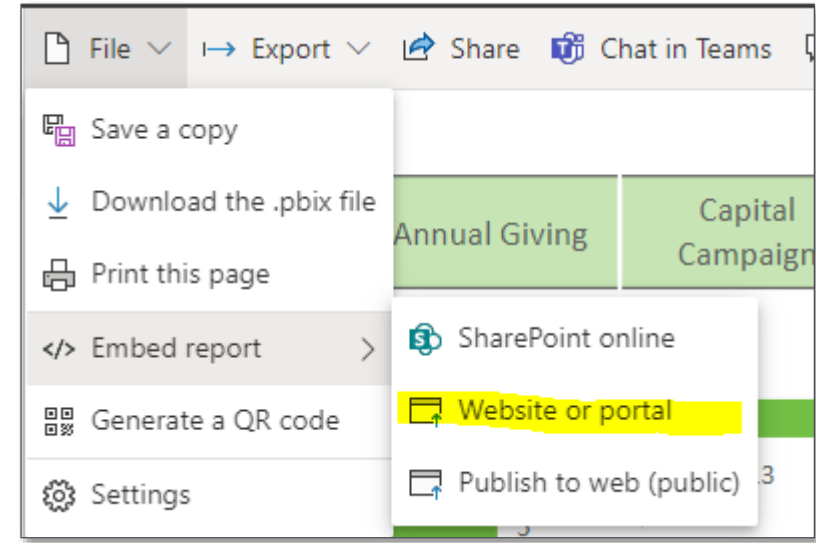 File Export Share Chat in Teams
Save a copy
Download the .pbix file
Print this page
Embed report
Generate a QR code
Settings
Annual Giving
Capital
Campaign
SharePoint online
Website or portal
Publish to web (public)